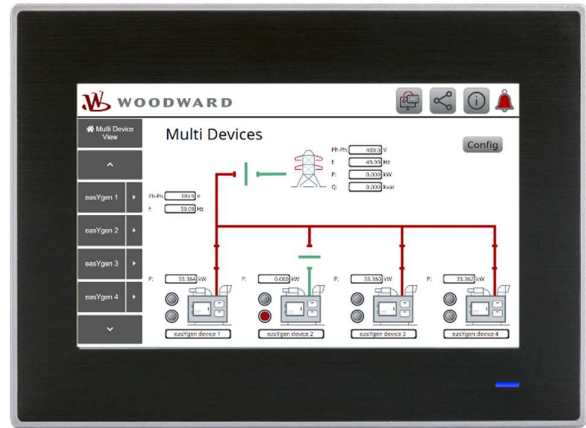 WOODWARD
Multi Device
View
Multi Devices
Config
Ph-Ph: 400.0 V
f: 49.99 Hz
P: 0.000 kW
Q: 0.000 kvar
easYgen 1
Ph-Ph: 399.9 V
f: 50.09 Hz
easYgen 2
easYgen 3
easYgen 4
P: 33.364 kW
P: 0.000 kW
P: 33.360 kW
P: 33.362 kW
easYgen device 1
easYgen device 2
easYgen device 3
easYgen device 4